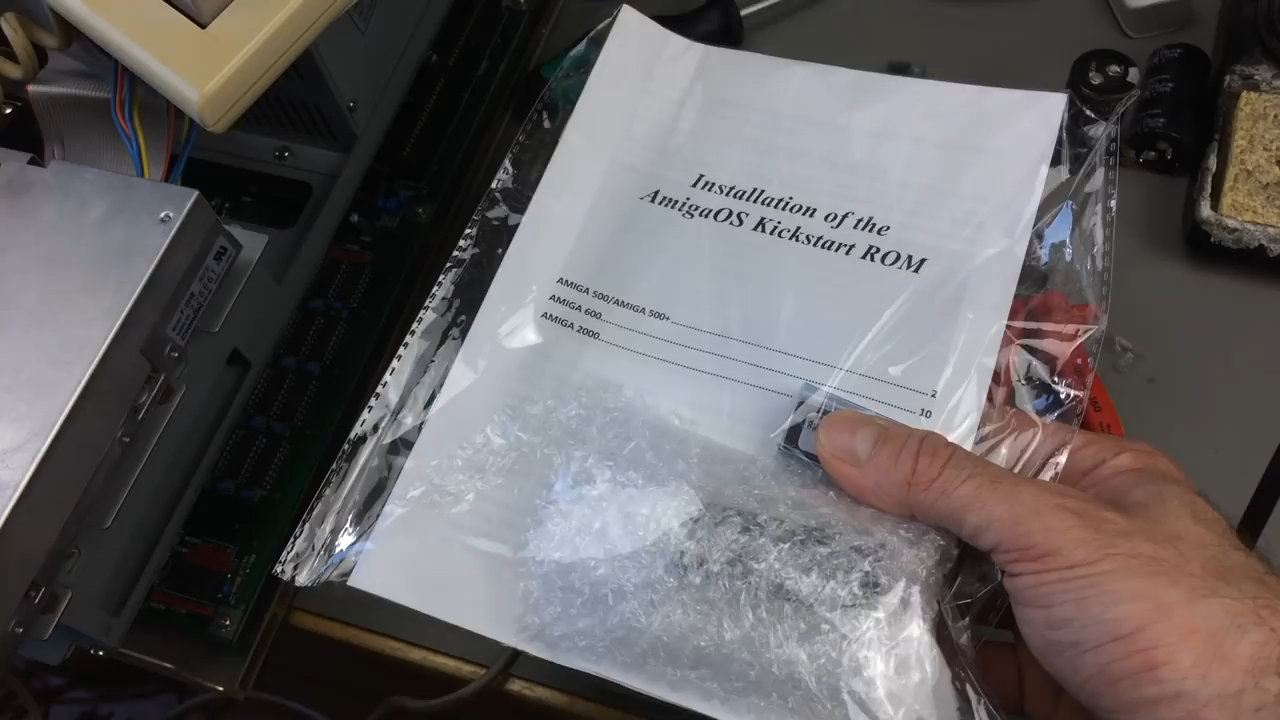 Installation of the
AmigaOS Kickstart ROM
AMIGA 500/AMIGA 500+ 2
AMIGA 600 10
AMIGA 2000